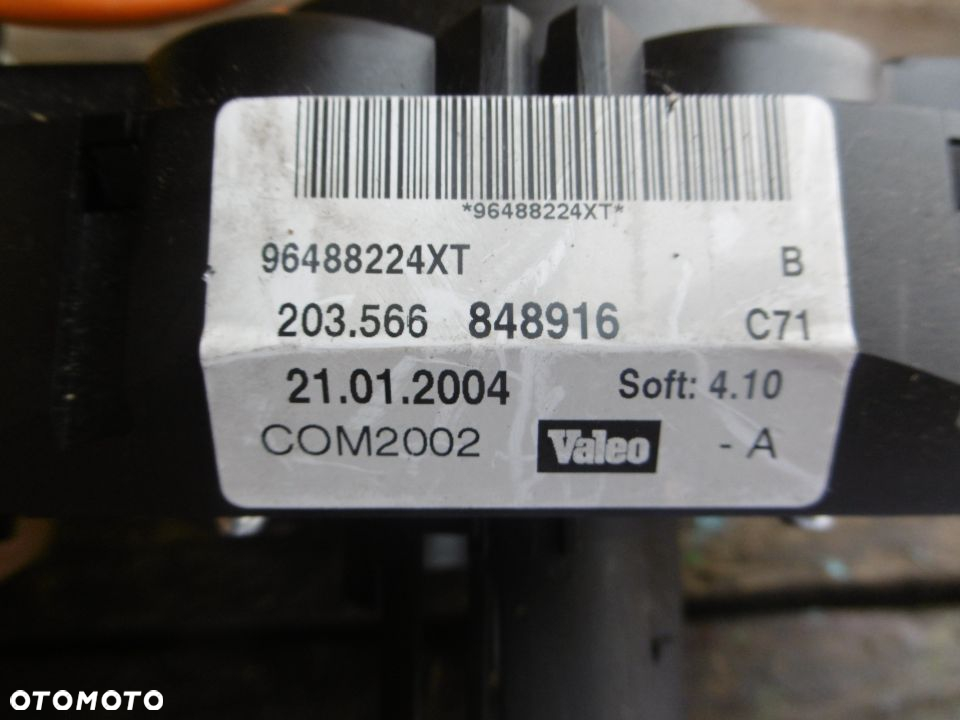 *96488224XT*
96488224XT B
203.566 848916 C71
21.01.2004 Soft: 4.10
COM2002 Valeo - A
OTOMOTO